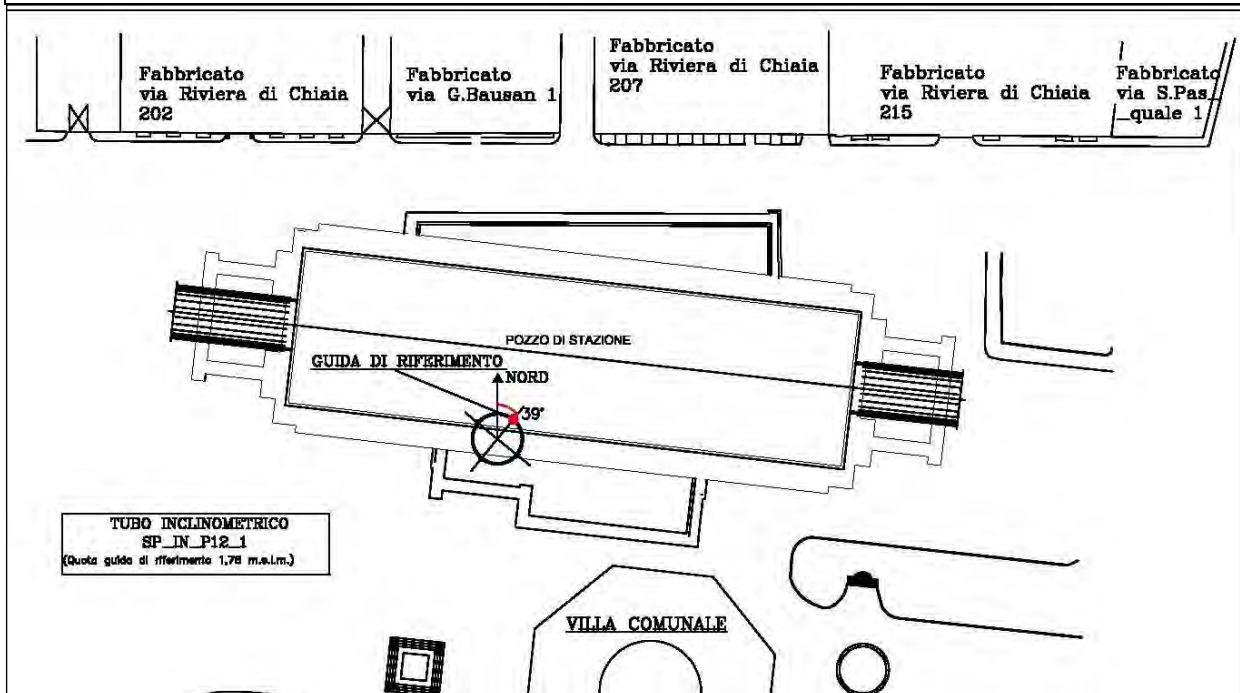 Fabbricato
via Riviera di Chiaia
202
Fabbricato
via G.Bausan 1
Fabbricato
via Riviera di Chiaia
207
Fabbricato
via Riviera di Chiaia
215
Fabbricato
via S.Pas_
_quale 1
POZZO DI STAZIONE
GUIDA DI RIFERIMENTO
NORD
39°
TUBO INCLINOMETRICO
SP_IN_P12_1
(Quota guida di riferimento 1,78 m.s.l.m.)
VILLA COMUNALE